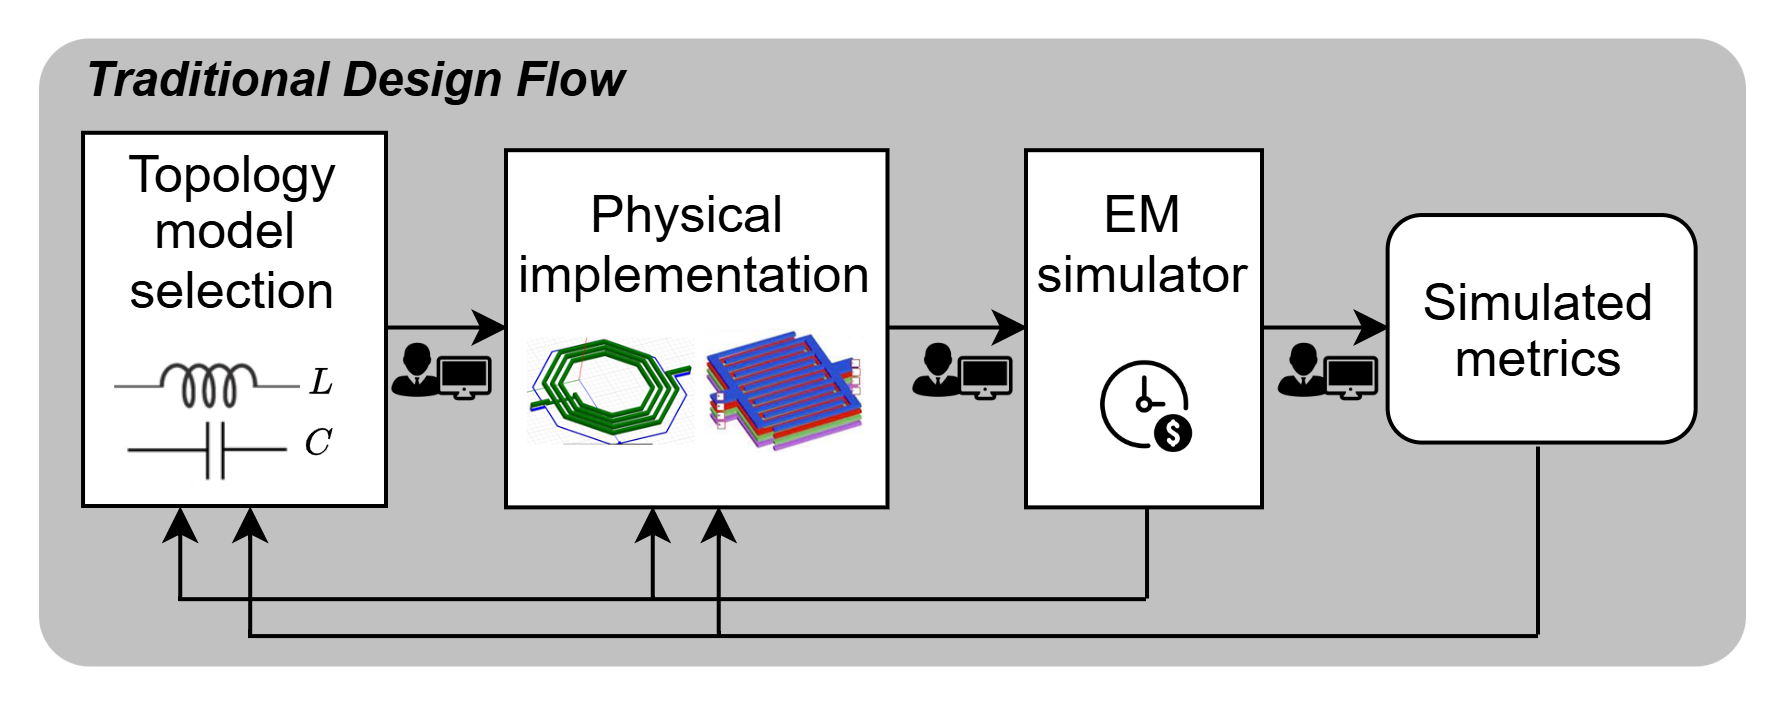 Traditional Design Flow
Topology
model
selection
L
C
Physical
implementation
EM
simulator
$
Simulated
metrics